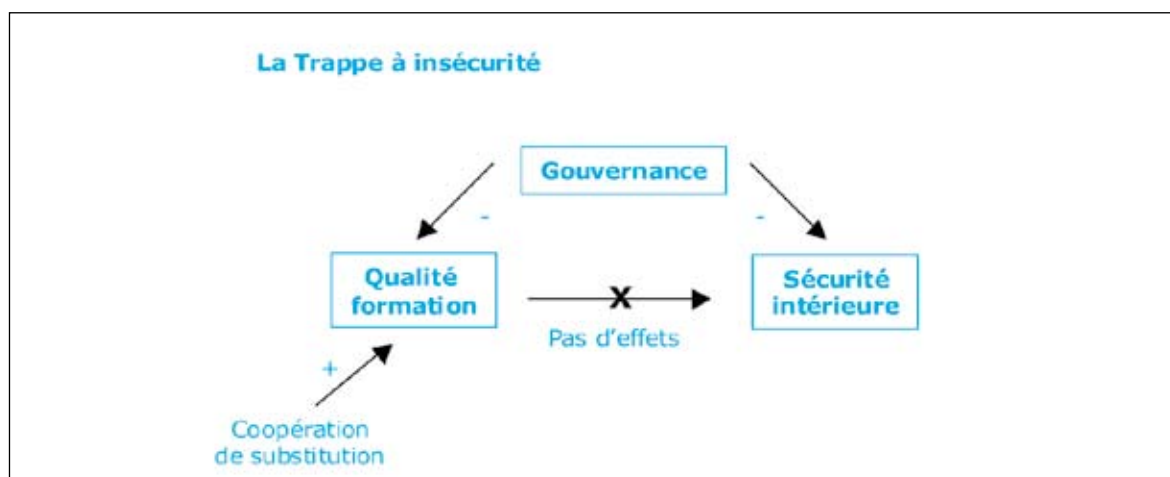 La Trappe à insécurité
Gouvernance
-
-
Qualité
formation
X
Sécurité
intérieure
Pas d'effets
+
Coopération
de substitution